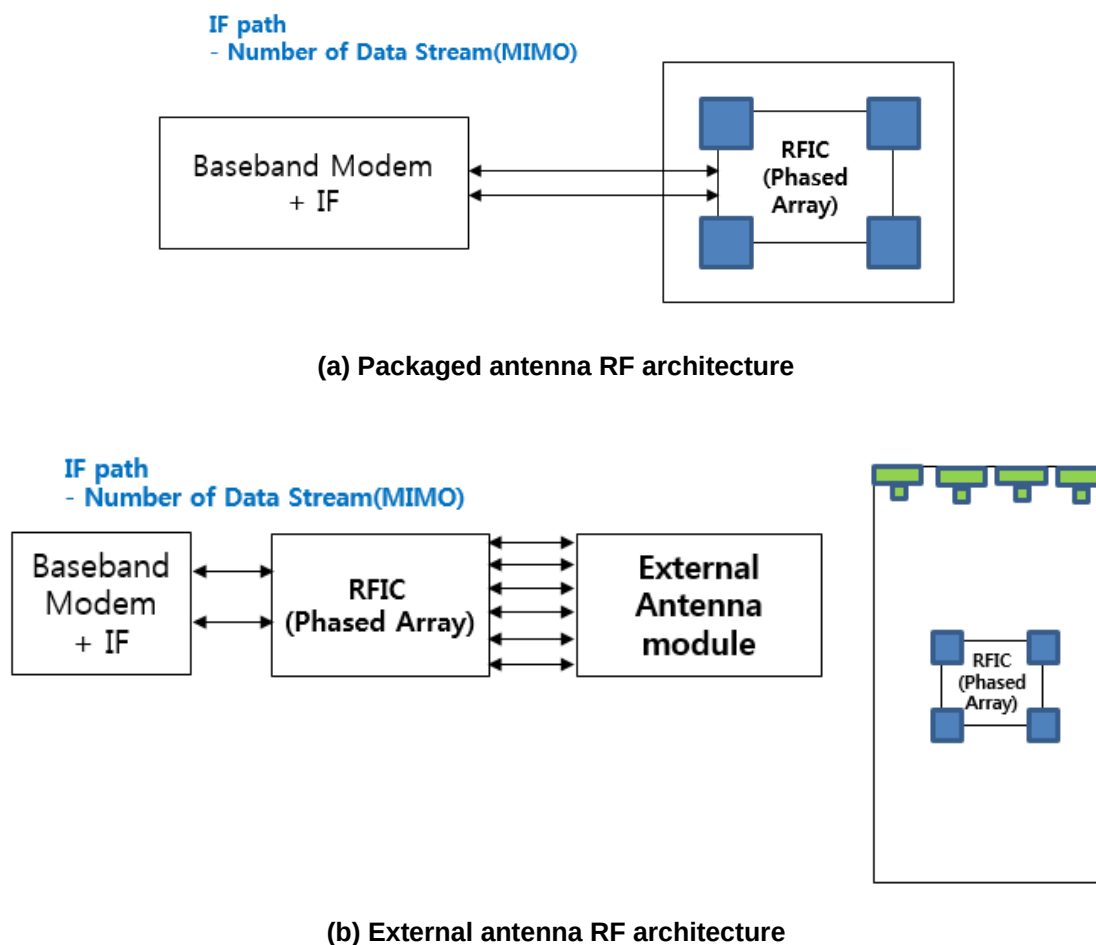 IF path
- Number of Data Stream(MIMO)
Baseband Modem
+ IF
RFIC
(Phased
Array)
(a) Packaged antenna RF architecture
IF path
- Number of Data Stream(MIMO)
Baseband
Modem
+ IF
RFIC
(Phased Array)
External
Antenna
module
RFIC
(Phased
Array)
(b) External antenna RF architecture